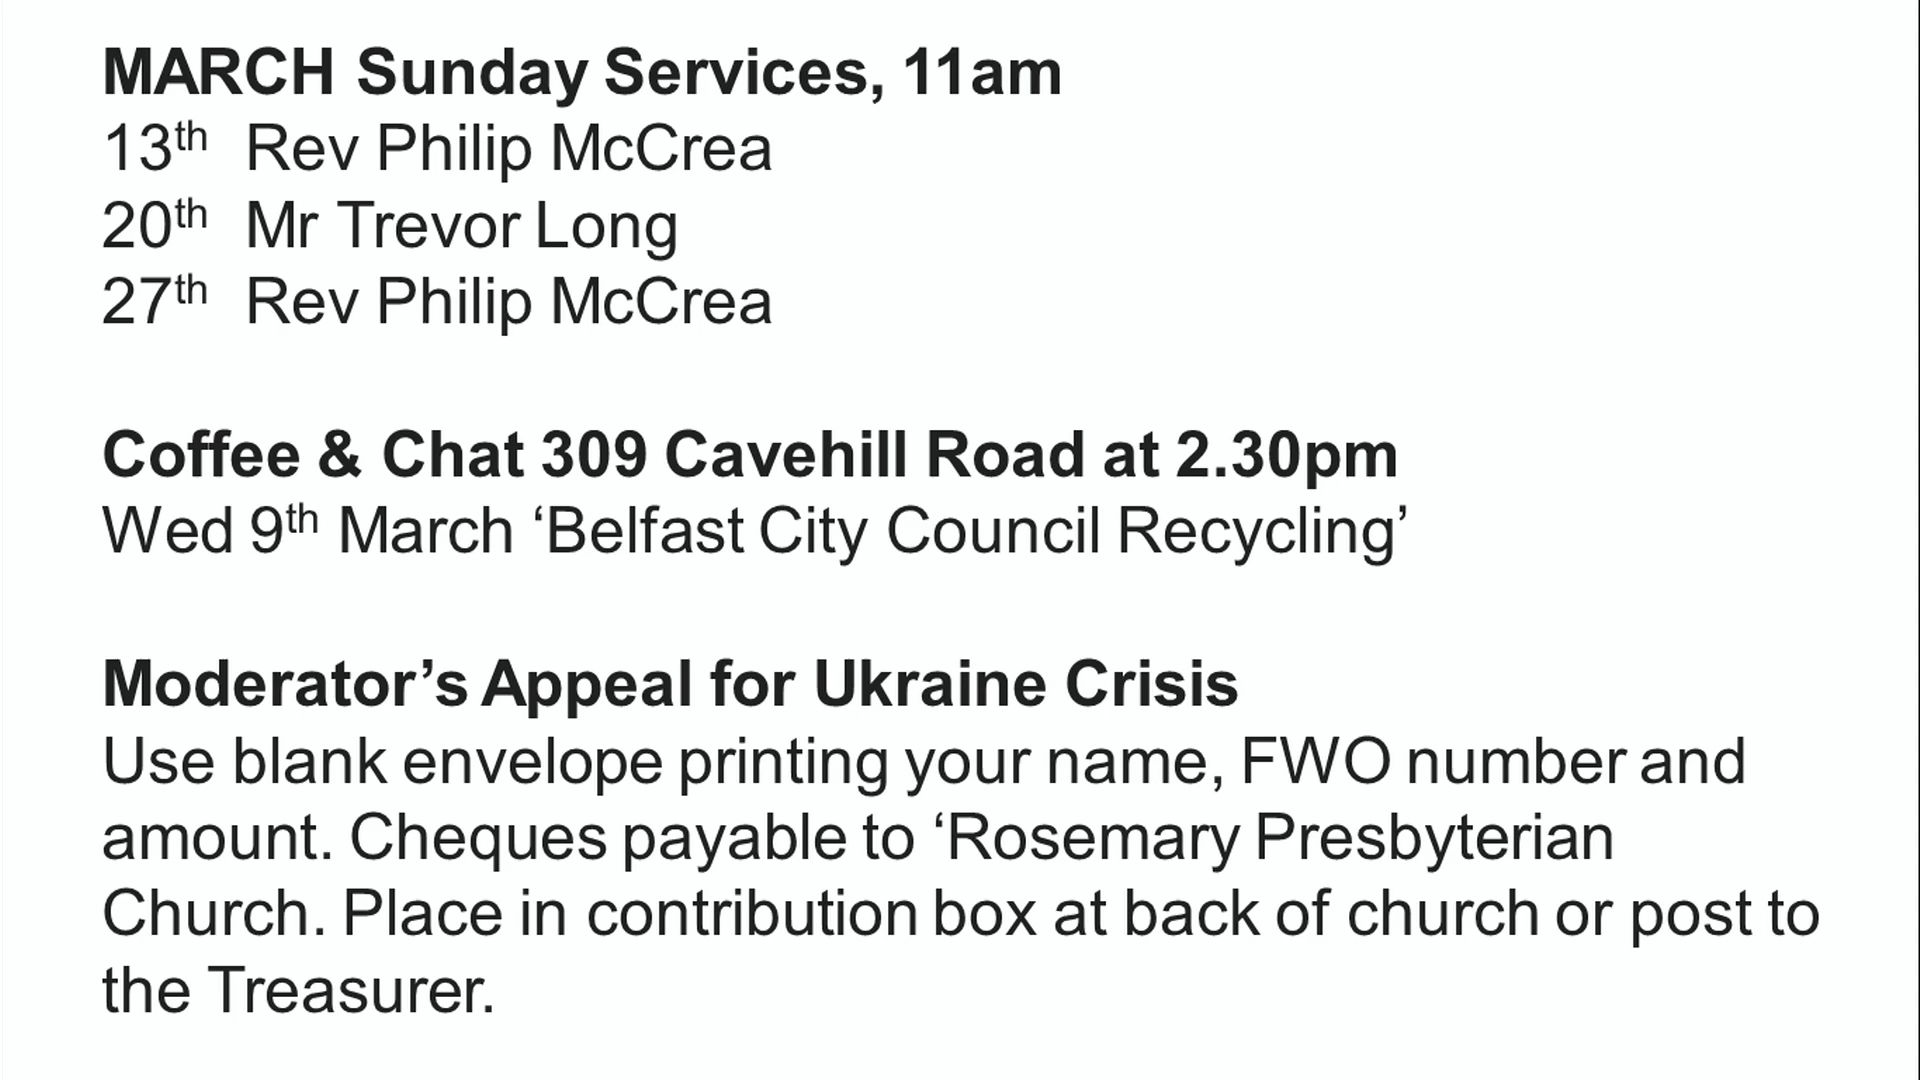 MARCH Sunday Services, 11am
13th Rev Philip McCrea
20th Mr Trevor Long
27th Rev Philip McCrea
Coffee & Chat 309 Cavehill Road at 2.30pm
Wed 9th March ‘Belfast City Council Recycling’
Moderator’s Appeal for Ukraine Crisis
Use blank envelope printing your name, FWO number and
amount. Cheques payable to ‘Rosemary Presbyterian
Church. Place in contribution box at back of church or post to
the Treasurer.